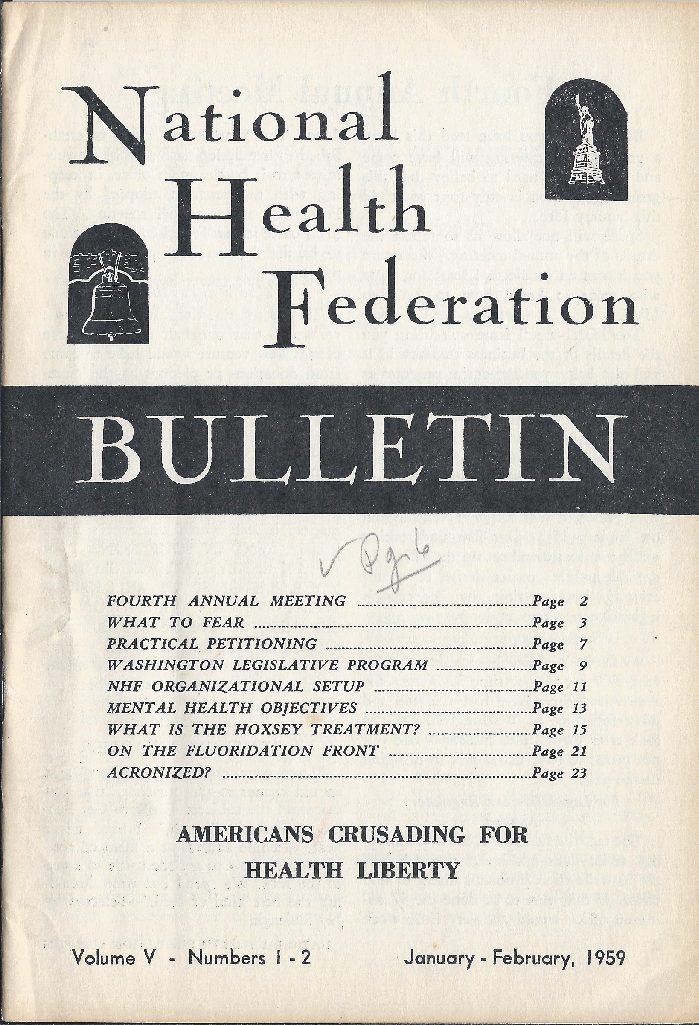 National
Health
Federation
BULLETIN
✓ Pg. 6
FOURTH ANNUAL MEETING ........ Page 2
WHAT TO FEAR ........ Page 3
PRACTICAL PETITIONING ........ Page 7
WASHINGTON LEGISLATIVE PROGRAM ........ Page 9
NHF ORGANIZATIONAL SETUP ........ Page 11
MENTAL HEALTH OBJECTIVES ........ Page 13
WHAT IS THE HOXSEY TREATMENT? ........ Page 15
ON THE FLUORIDATION FRONT ........ Page 21
ACRONIZED? ........ Page 23
AMERICANS CRUSADING FOR
HEALTH LIBERTY
Volume V - Numbers 1 - 2 January - February, 1959